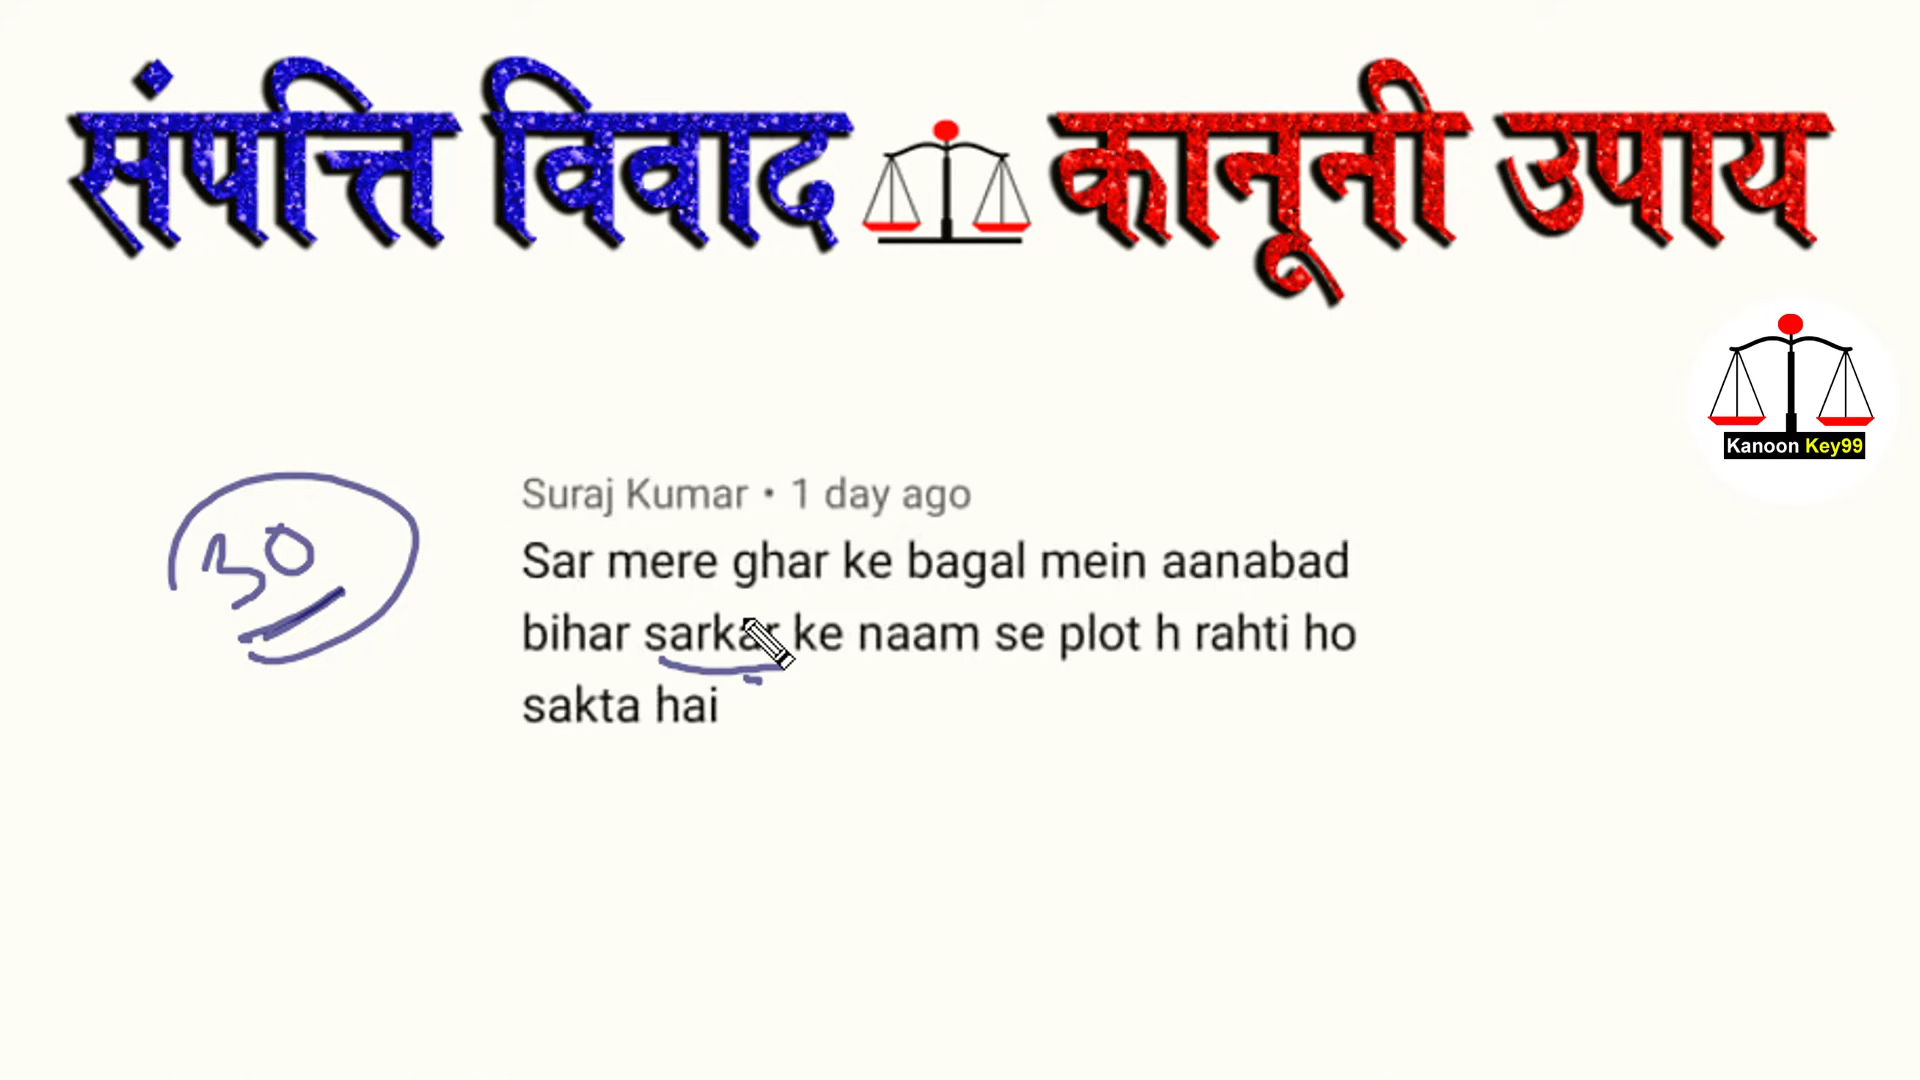 संपत्ति विवाद कानूनी उपाय
Kanoon Key99
30
Suraj Kumar • 1 day ago
Sar mere ghar ke bagal mein aanabad
bihar sarkar ke naam se plot h rahti ho
sakta hai